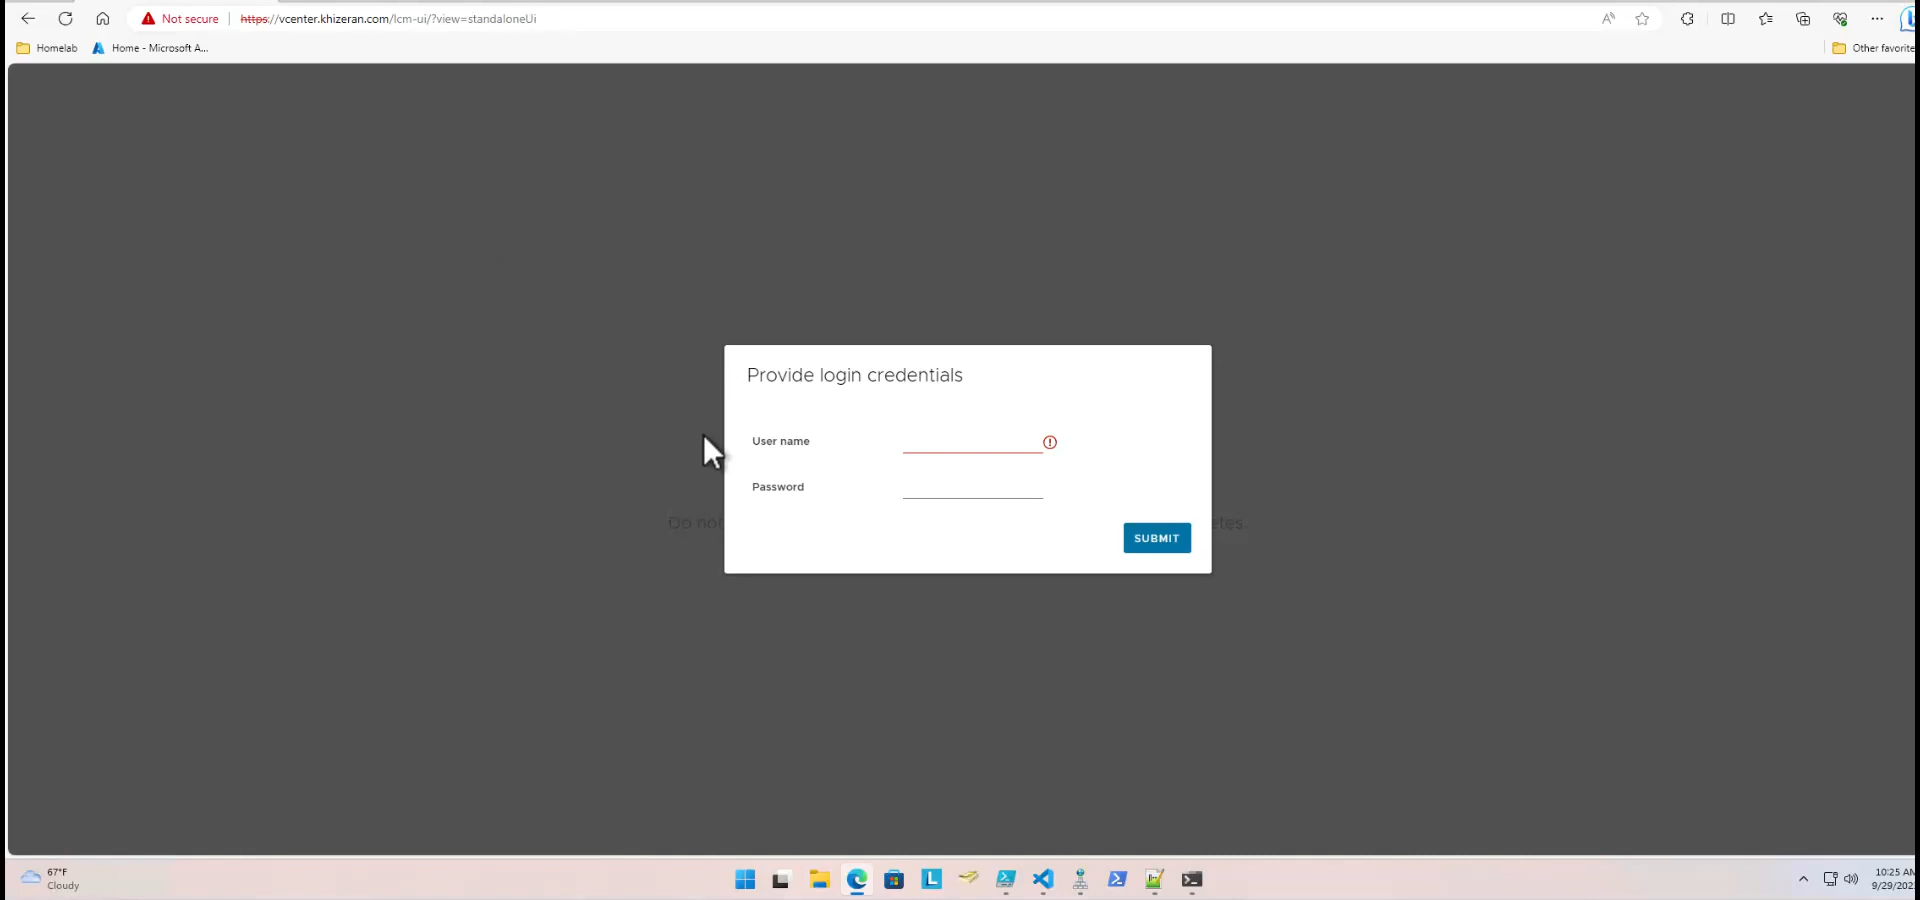 Not secure https://vcenter.khizeran.com/lcm-ui/?view=standaloneUi
Homelab Home - Microsoft A... Other favorite
Provide login credentials
User name
Password
Do not
etes.
SUBMIT
67°F
Cloudy
10:25 AM
9/29/202